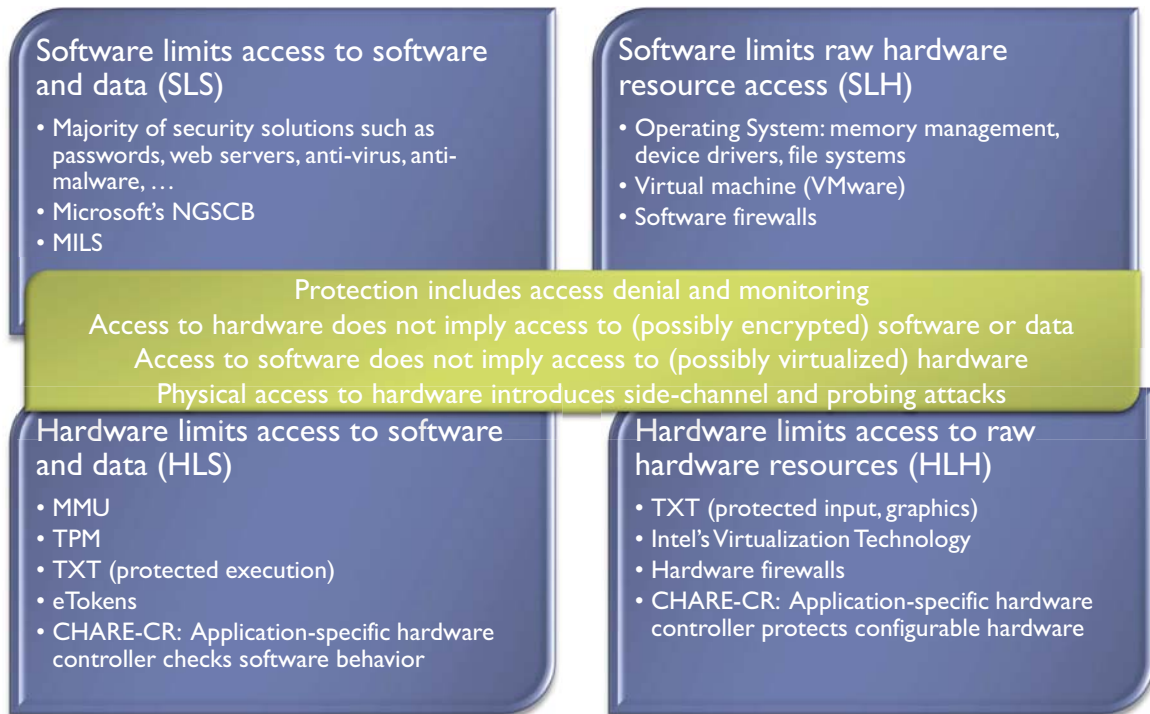 Software limits access to software
and data (SLS)
• Majority of security solutions such as
passwords, web servers, anti-virus, anti-
malware, …
• Microsoft's NGSCB
• MILS
Software limits raw hardware
resource access (SLH)
• Operating System: memory management,
device drivers, file systems
• Virtual machine (VMware)
• Software firewalls
Protection includes access denial and monitoring
Access to hardware does not imply access to (possibly encrypted) software or data
Access to software does not imply access to (possibly virtualized) hardware
Physical access to hardware introduces side-channel and probing attacks
Hardware limits access to software
and data (HLS)
• MMU
• TPM
• TXT (protected execution)
• eTokens
• CHARE-CR: Application-specific hardware
controller checks software behavior
Hardware limits access to raw
hardware resources (HLH)
• TXT (protected input, graphics)
• Intel's Virtualization Technology
• Hardware firewalls
• CHARE-CR: Application-specific hardware
controller protects configurable hardware